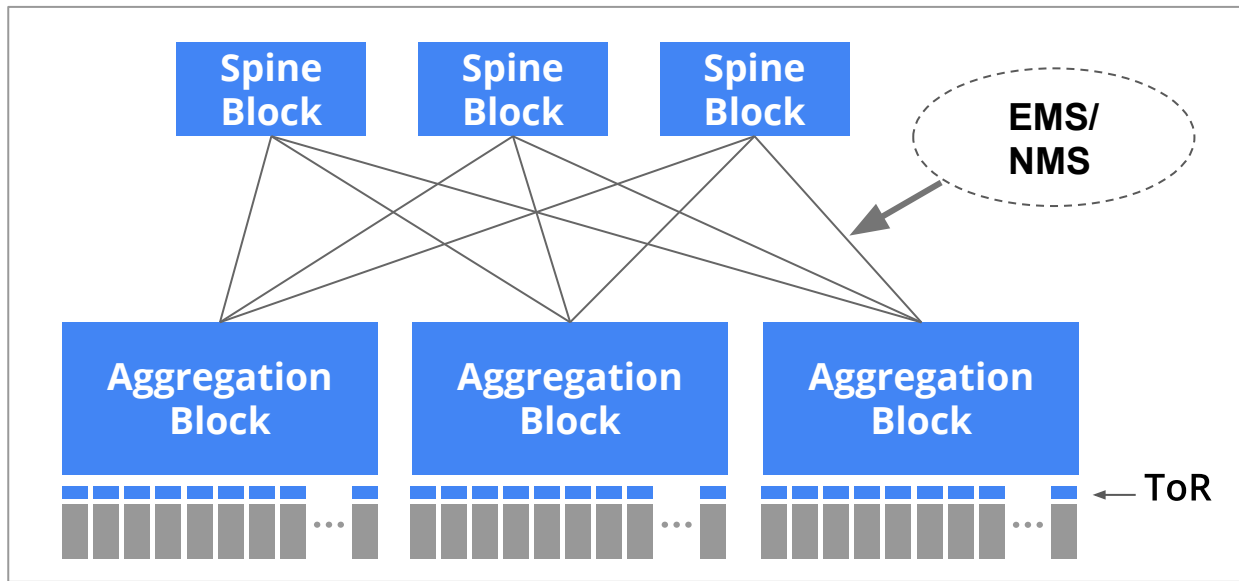 Spine
Block
Spine
Block
Spine
Block
EMS/
NMS
Aggregation
Block
Aggregation
Block
Aggregation
Block
ToR
...
...
...